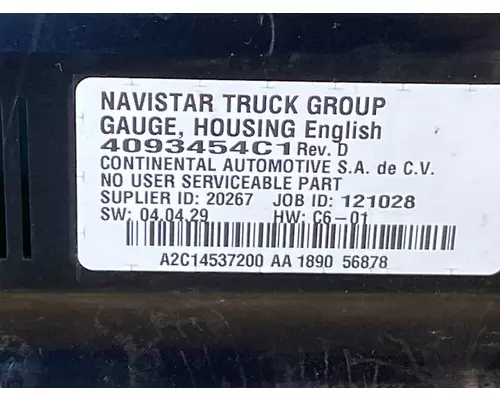 NAVISTAR TRUCK GROUP
GAUGE, HOUSING English
4093454C1 Rev. D
CONTINENTAL AUTOMOTIVE S.A. de C.V.
NO USER SERVICEABLE PART
SUPLIER ID: 20267 JOB ID: 121028
SW: 04.04.29 HW: C6-01
A2C14537200 AA 1890 56878